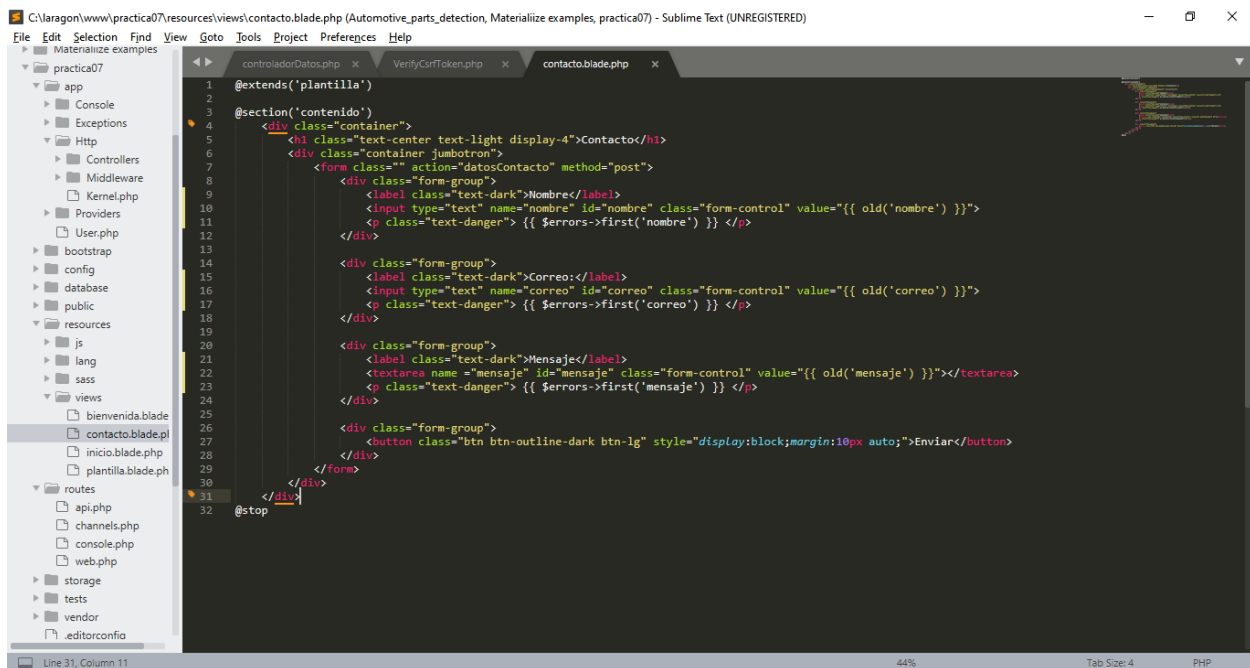 C:\laragon\www\practica07\resources\views\contacto.blade.php (Automotive_parts_detection, Materialiize examples, practica07) - Sublime Text (UNREGISTERED)
File Edit Selection Find View Goto Tools Project Preferences Help
Materialiize examples
practica07
app
Console
Exceptions
Http
Controllers
Middleware
Kernel.php
Providers
User.php
bootstrap
config
database
public
resources
js
lang
sass
views
bienvenida.blade
contacto.blade.pl
inicio.blade.php
plantilla.blade.ph
routes
api.php
channels.php
console.php
web.php
storage
tests
vendor
.editorconfig
controladorDatos.php × VerifyCsrfToken.php × contacto.blade.php ×
1 @extends('plantilla')
2
3 @section('contenido')
4 <div class="container">
5 <h1 class="text-center text-light display-4">Contacto</h1>
6 <div class="container jumbotron">
7 <form class="" action="datosContacto" method="post">
8 <div class="form-group">
9 <label class="text-dark">Nombre</label>
10 <input type="text" name="nombre" id="nombre" class="form-control" value="{{ old('nombre') }}">
11 <p class="text-danger"> {{ $errors->first('nombre') }} </p>
12 </div>
13
14 <div class="form-group">
15 <label class="text-dark">Correo:</label>
16 <input type="text" name="correo" id="correo" class="form-control" value="{{ old('correo') }}">
17 <p class="text-danger"> {{ $errors->first('correo') }} </p>
18 </div>
19
20 <div class="form-group">
21 <label class="text-dark">Mensaje</label>
22 <textarea name ="mensaje" id="mensaje" class="form-control" value="{{ old('mensaje') }}"></textarea>
23 <p class="text-danger"> {{ $errors->first('mensaje') }} </p>
24 </div>
25
26 <div class="form-group">
27 <button class="btn btn-outline-dark btn-lg" style="display:block;margin:10px auto;">Enviar</button>
28 </div>
29 </form>
30 </div>
31 </div>
32 @stop
Line 31, Column 11 44% Tab Size: 4 PHP